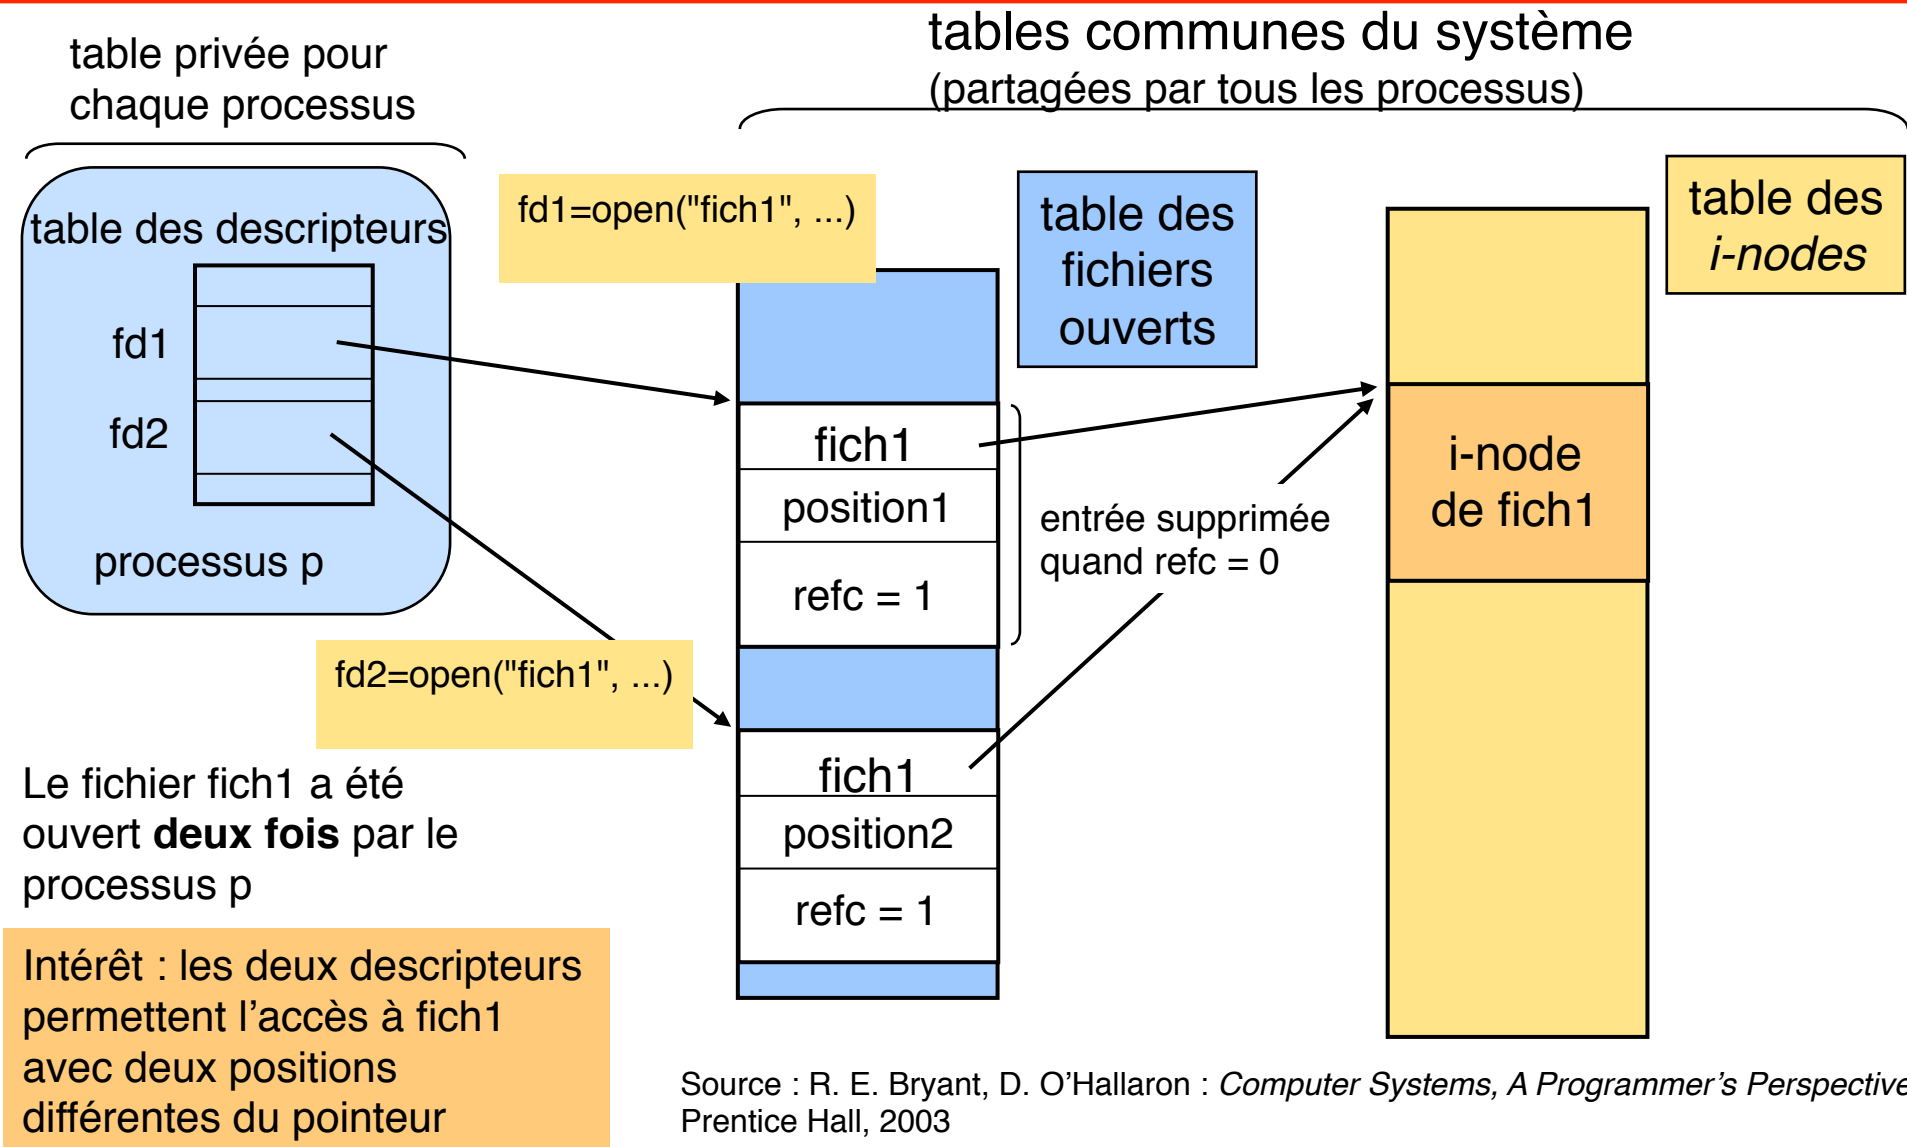 tables communes du système
(partagées par tous les processus)
table privée pour
chaque processus
table des descripteurs
fd1
fd2
processus p
fd1=open("fich1", ...)
fd2=open("fich1", ...)
table des
fichiers
ouverts
table des
i-nodes
fich1
position1
refc = 1
entrée supprimée
quand refc = 0
i-node
de fich1
fich1
position2
refc = 1
Le fichier fich1 a été
ouvert deux fois par le
processus p
Intérêt : les deux descripteurs
permettent l’accès à fich1
avec deux positions
différentes du pointeur
Source : R. E. Bryant, D. O’Hallaron : Computer Systems, A Programmer’s Perspective
Prentice Hall, 2003